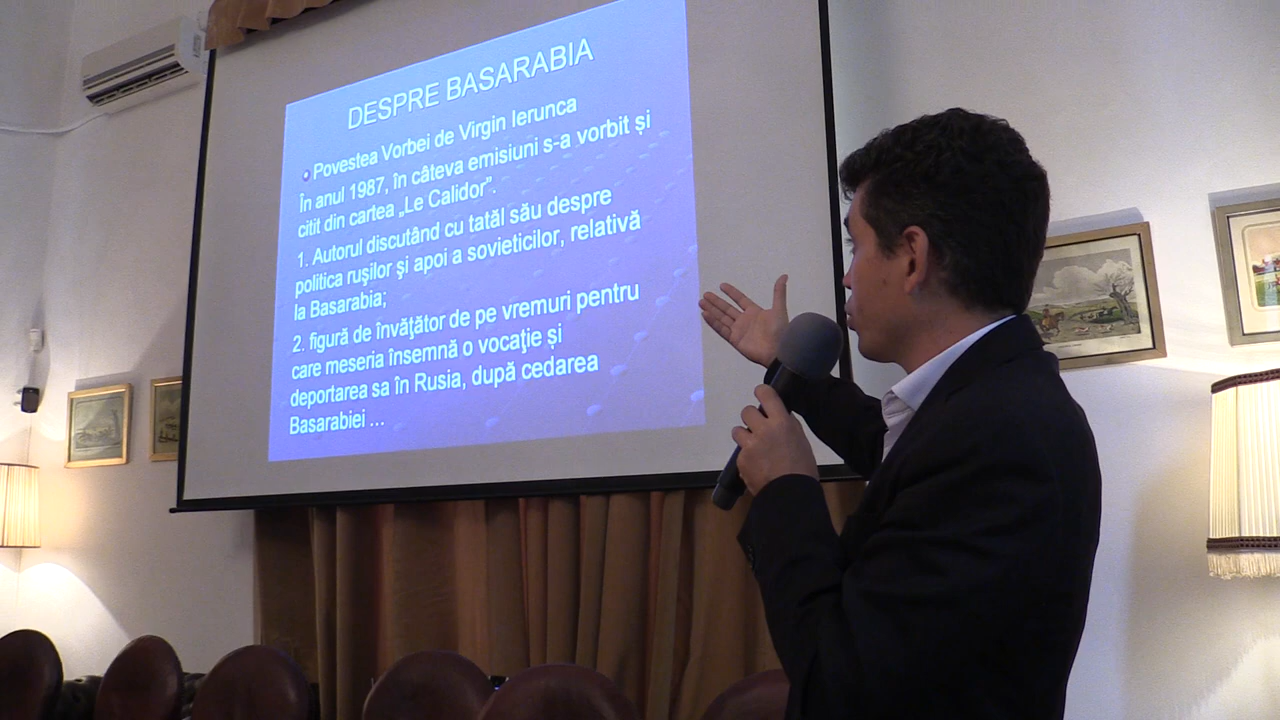 DESPRE BASARABIA
Povestea Vorbei de Virgin Ierunca
În anul 1987, în câteva emisiuni s-a vorbit și
citit din cartea „Le Calidor”.
1. Autorul discutând cu tatăl său despre
politica ruşilor şi apoi a sovieticilor, relativă
la Basarabia;
2. figură de învăţător de pe vremuri pentru
care meseria însemnă o vocaţie și
deportarea sa în Rusia, după cedarea
Basarabiei ...